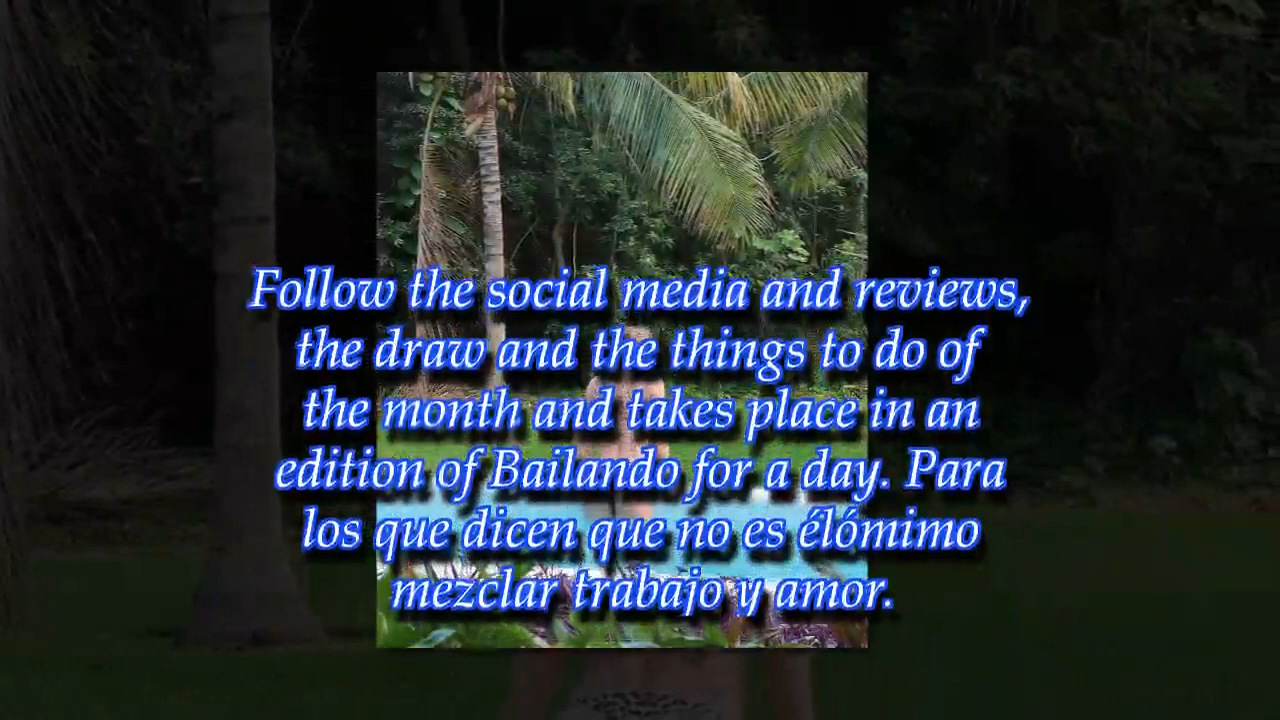 Follow the social media and reviews,
the draw and the things to do of
the month and takes place in an
edition of Bailando for a day. Para
los que dicen que no es élómimo
mezclar trabajo y amor.